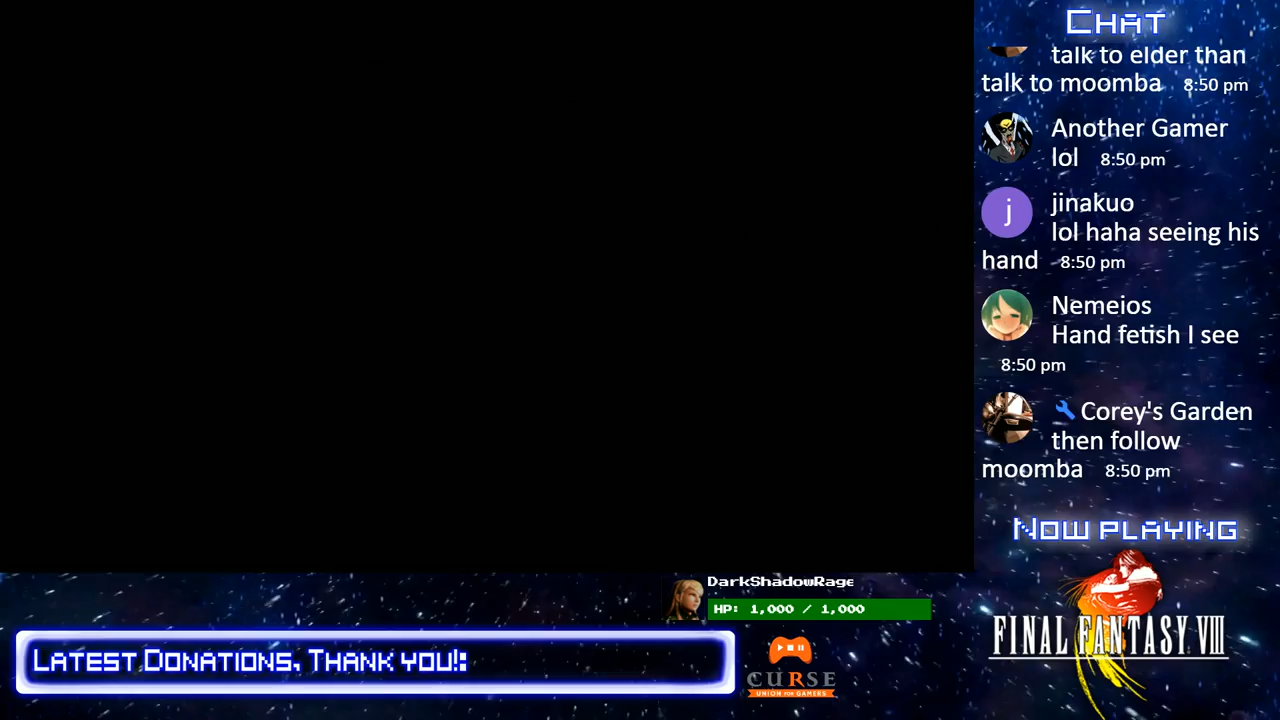 Chat
talk to elder than
talk to moomba 8:50 pm
Another Gamer
lol 8:50 pm
j
jinakuo
lol haha seeing his
hand 8:50 pm
Nemeios
Hand fetish I see
8:50 pm
Corey's Garden
then follow
moomba 8:50 pm
Now playing
FINAL FANTASY VIII
DarkShadowRage
HP: 1,000 / 1,000
Latest Donations, Thank you!:
CURSE
UNION FOR GAMERS